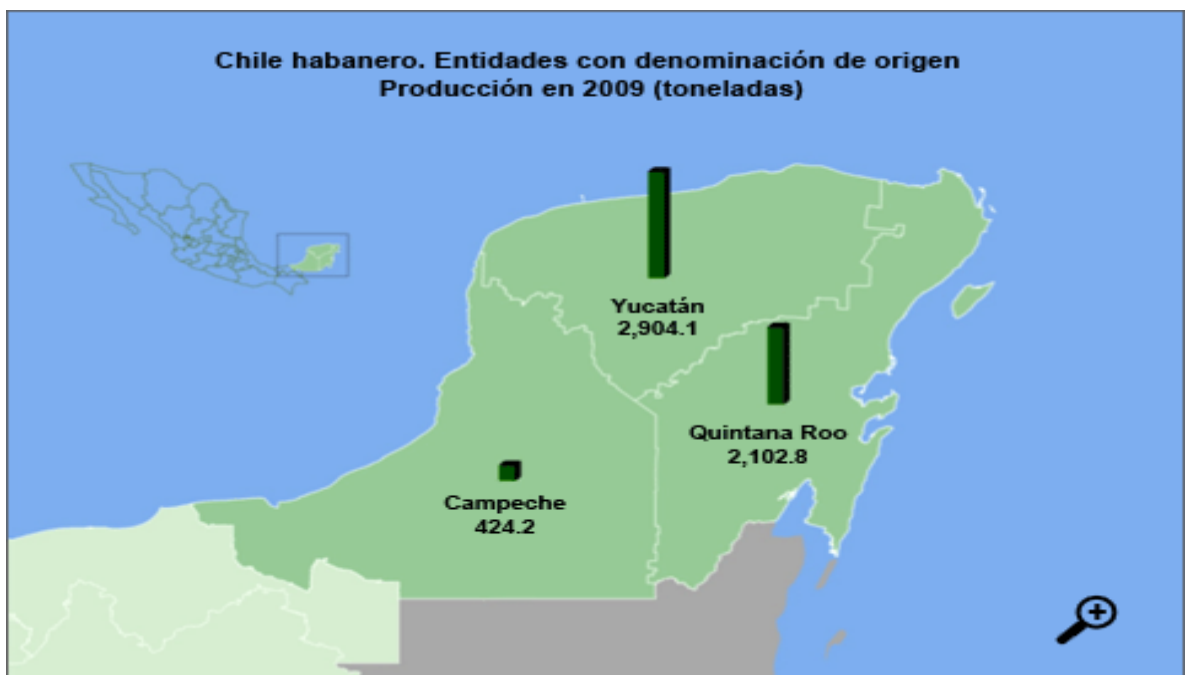 Chile habanero. Entidades con denominación de origen
Producción en 2009 (toneladas)
Yucatán
2,904.1
Quintana Roo
2,102.8
Campeche
424.2